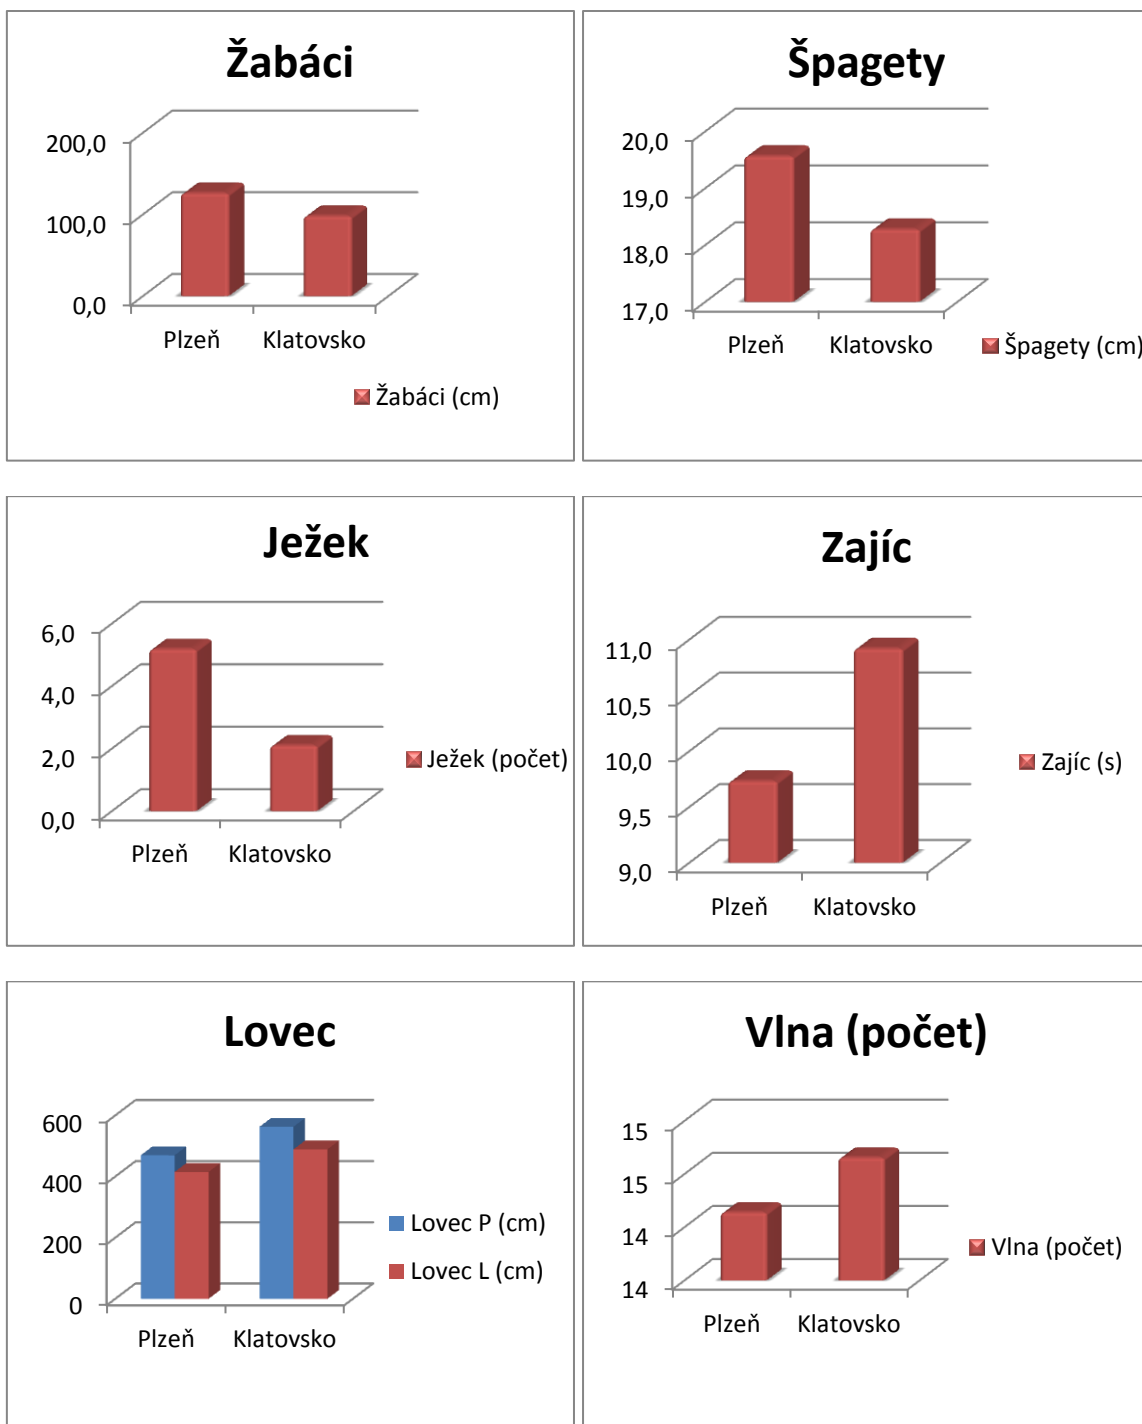 Žabáci
200,0
100,0
0,0
Plzeň Klatovsko
Žabáci (cm)
Špagety
20,0
19,0
18,0
17,0
Plzeň Klatovsko
Špagety (cm)
Ježek
6,0
4,0
2,0
0,0
Plzeň Klatovsko
Ježek (počet)
Zajíc
11,0
10,5
10,0
9,5
9,0
Plzeň Klatovsko
Zajíc (s)
Lovec
600
400
200
0
Plzeň Klatovsko
Lovec P (cm)
Lovec L (cm)
Vlna (počet)
15
15
14
14
Plzeň Klatovsko
Vlna (počet)